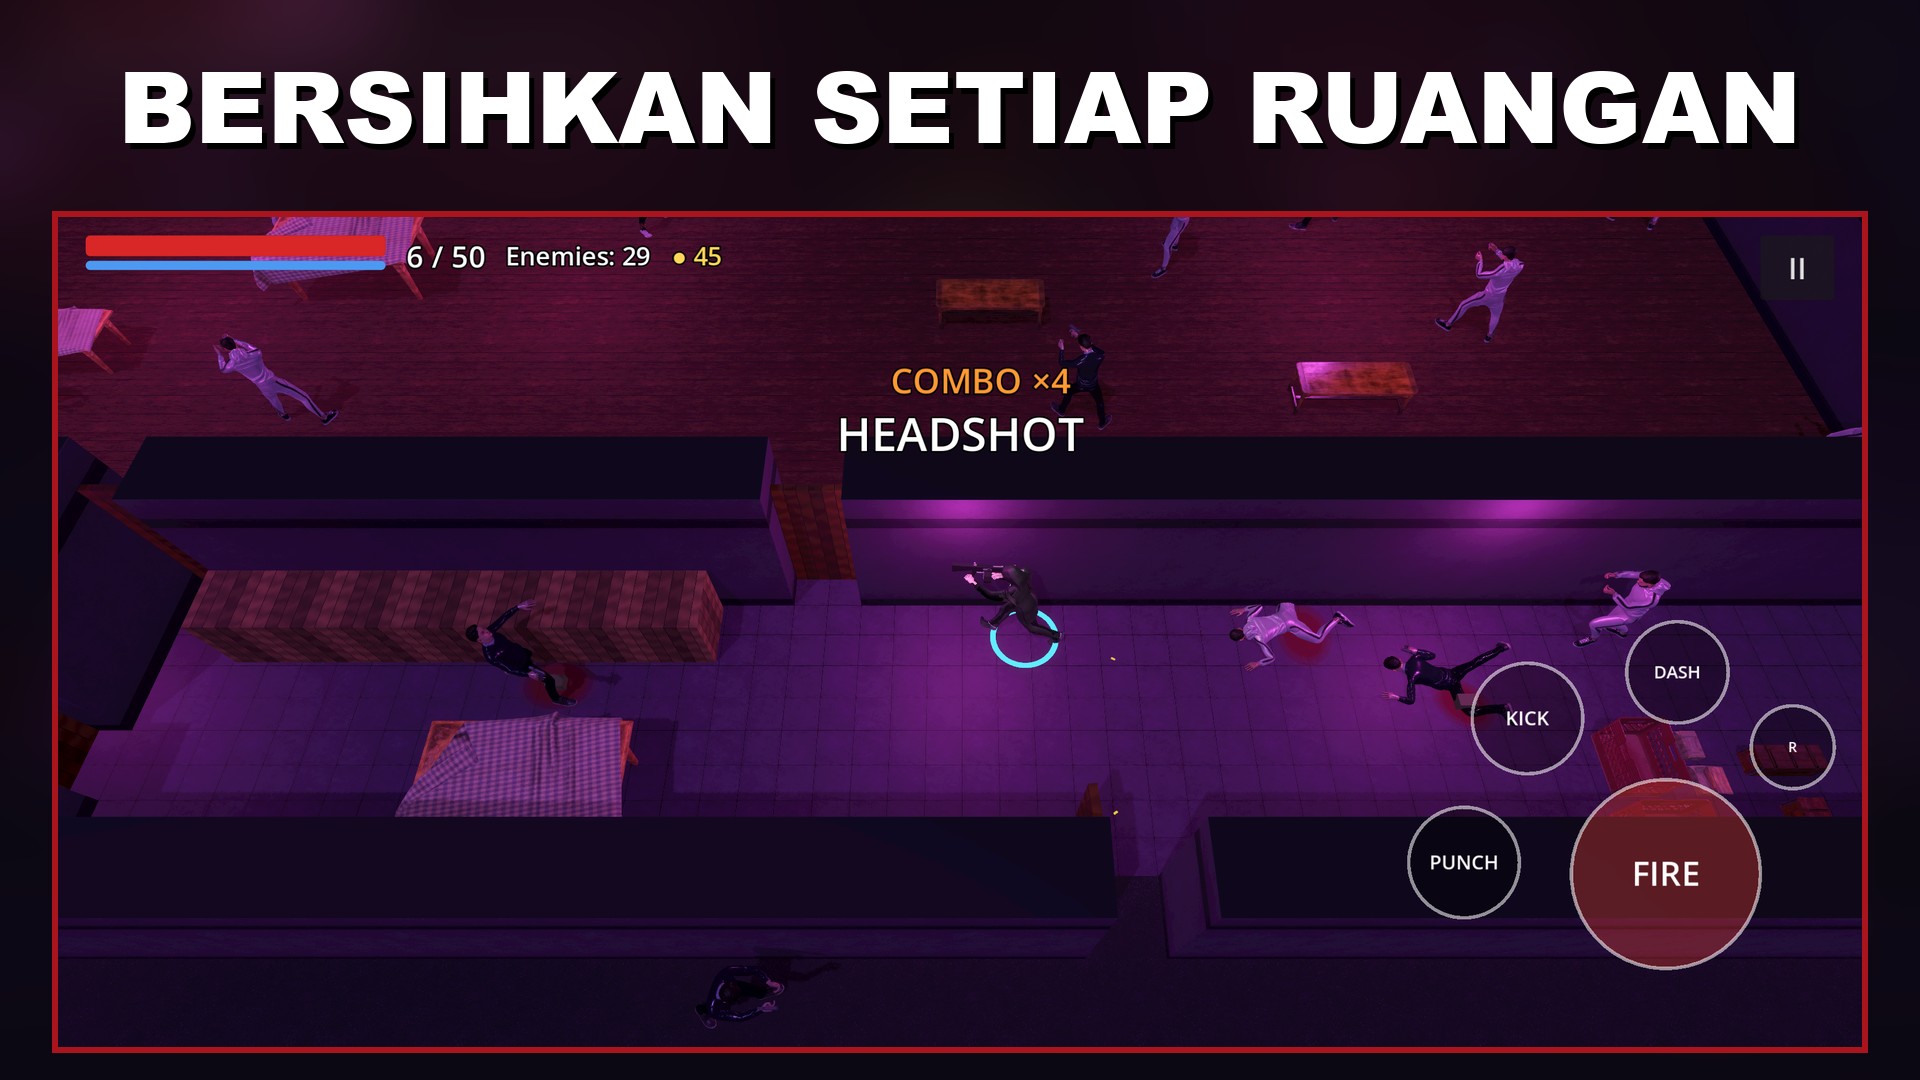 BERSIHKAN SETIAP RUANGAN
6 / 50 Enemies: 29 45
COMBO ×4
HEADSHOT
DASH
KICK
R
PUNCH
FIRE